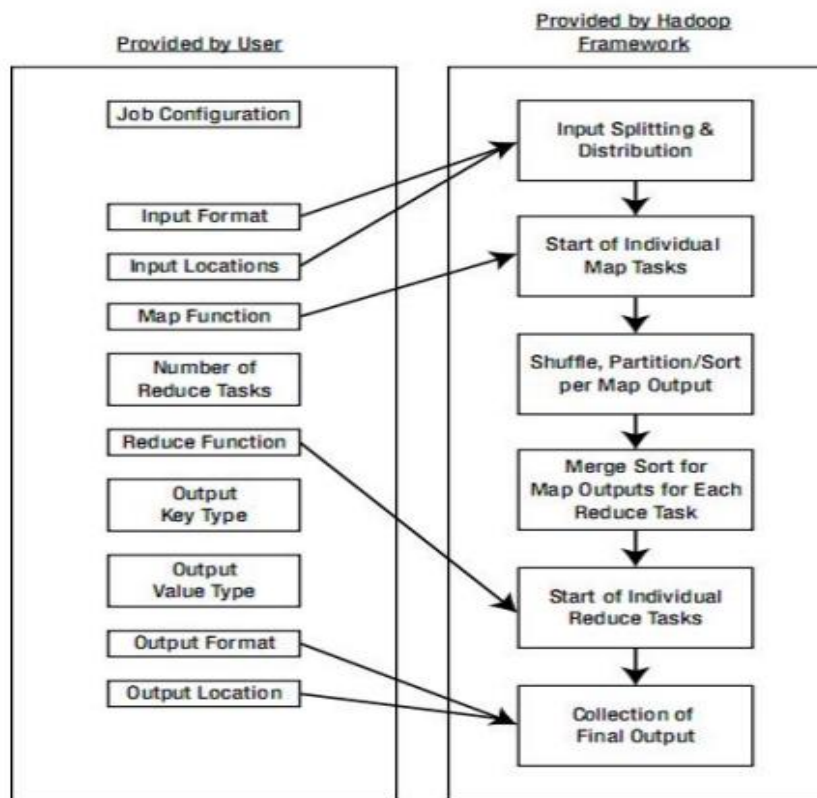 Provided by User
Job Configuration
Input Format
Input Locations
Map Function
Number of
Reduce Tasks
Reduce Function
Output
Key Type
Output
Value Type
Output Format
Output Location
Provided by Hadoop
Framework
Input Splitting &
Distribution
Start of Individual
Map Tasks
Shuffle, Partition/Sort
per Map Output
Merge Sort for
Map Outputs for Each
Reduce Task
Start of Individual
Reduce Tasks
Collection of
Final Output